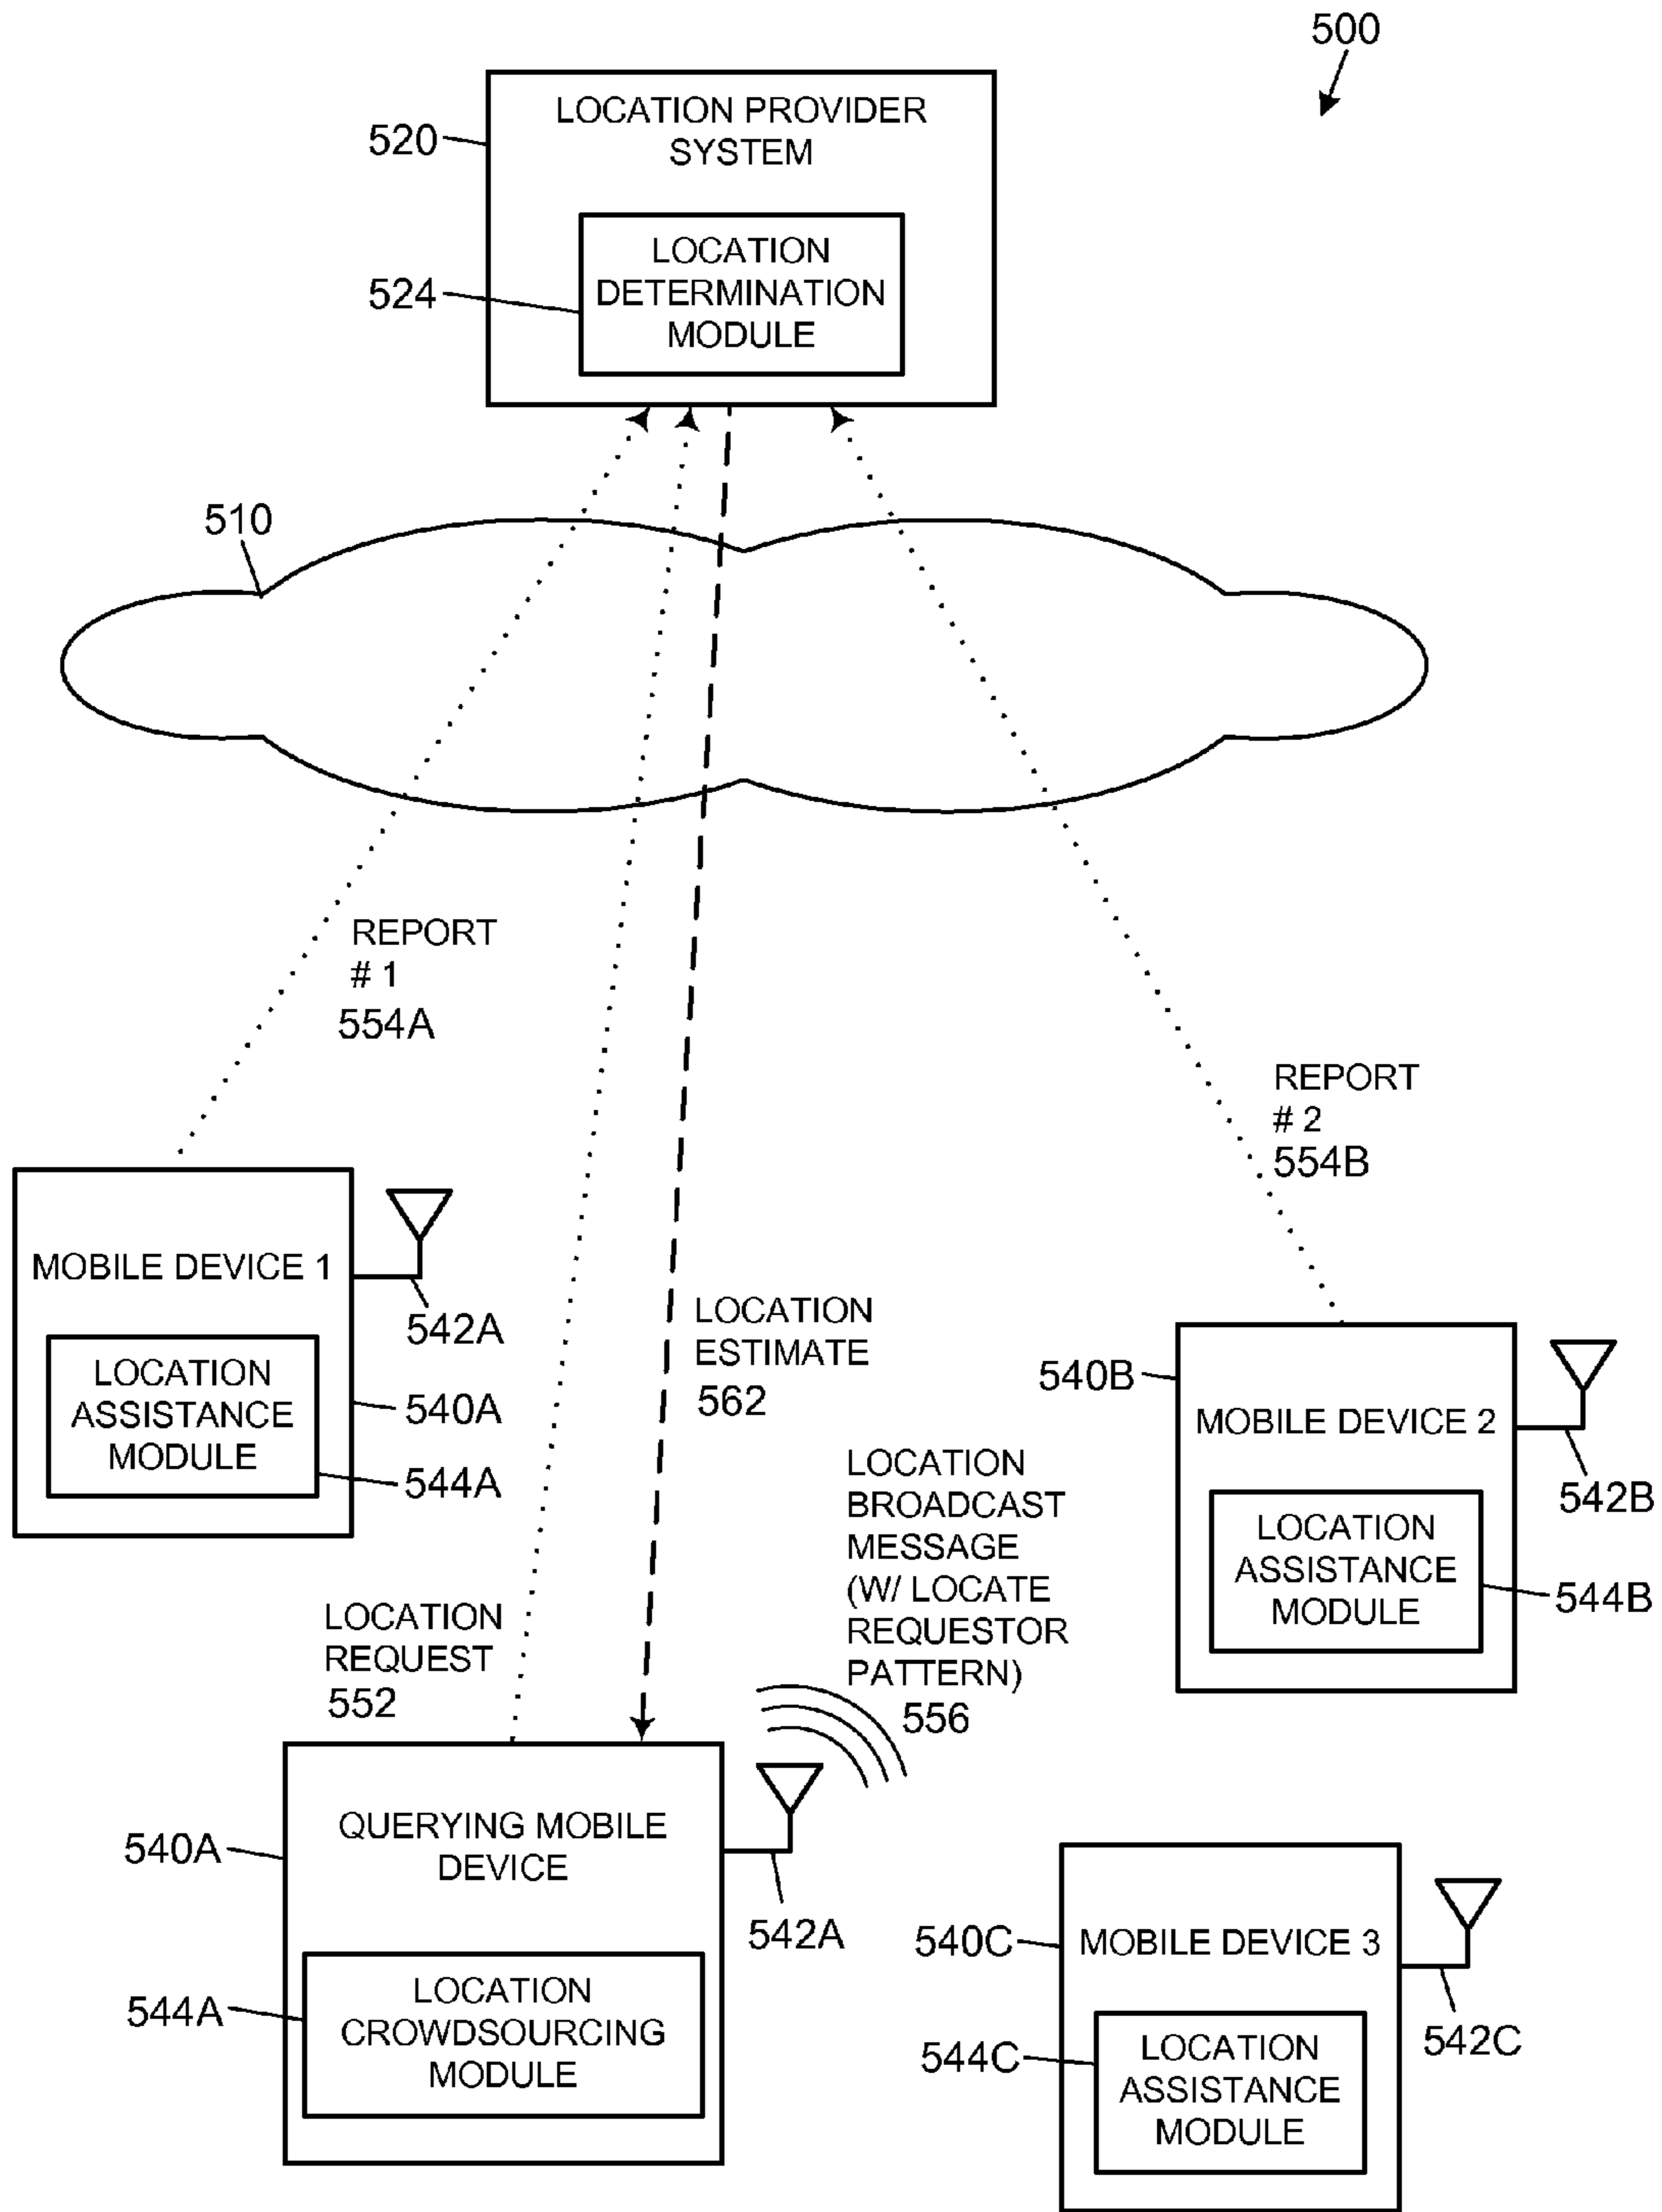 500
LOCATION PROVIDER
SYSTEM
520
LOCATION
DETERMINATION
MODULE
524
510
REPORT
# 1
554A
REPORT
# 2
554B
MOBILE DEVICE 1
542A
LOCATION
ASSISTANCE
MODULE
540A
544A
LOCATION
ESTIMATE
562
540B
MOBILE DEVICE 2
542B
LOCATION
ASSISTANCE
MODULE
544B
LOCATION
BROADCAST
MESSAGE
(W/ LOCATE
REQUESTOR
PATTERN)
556
LOCATION
REQUEST
552
540A
QUERYING MOBILE
DEVICE
542A
544A
LOCATION
CROWDSOURCING
MODULE
540C
MOBILE DEVICE 3
542C
544C
LOCATION
ASSISTANCE
MODULE